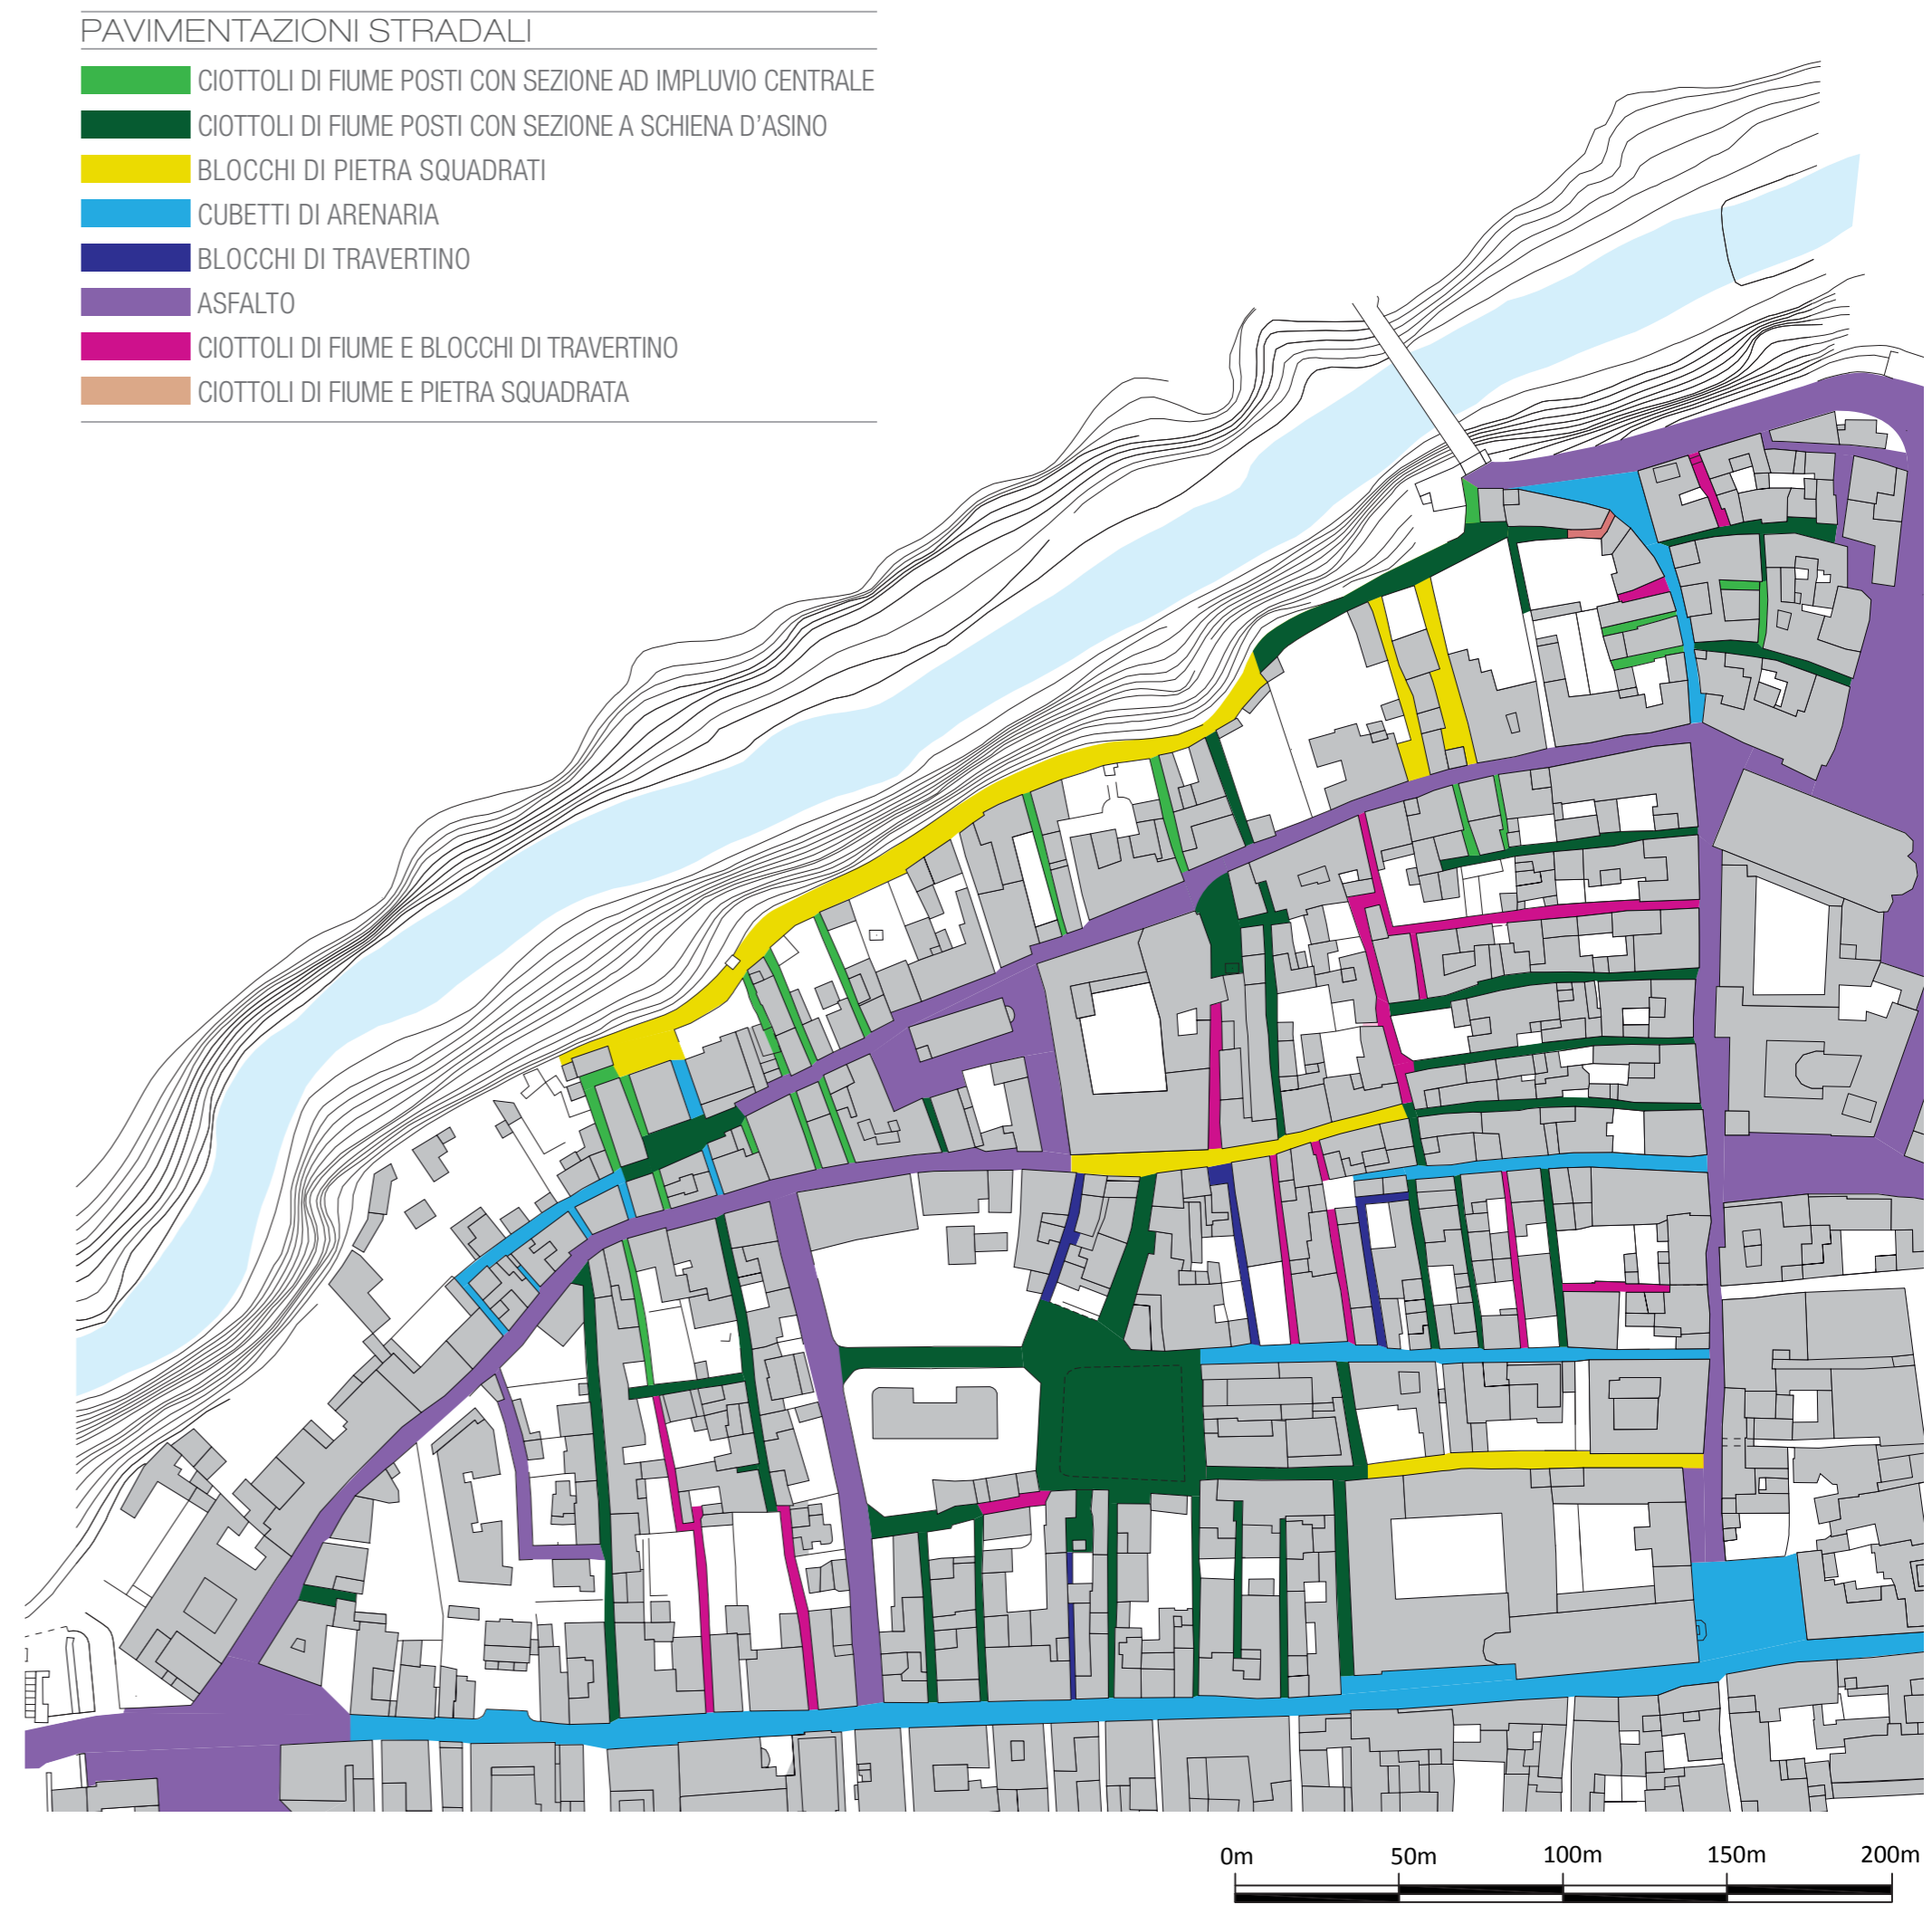 PAVIMENTAZIONI STRADALI
CIOTTOLI DI FIUME POSTI CON SEZIONE AD IMPLUVIO CENTRALE
CIOTTOLI DI FIUME POSTI CON SEZIONE A SCHIENA D'ASINO
BLOCCHI DI PIETRA SQUADRATI
CUBETTI DI ARENARIA
BLOCCHI DI TRAVERTINO
ASFALTO
CIOTTOLI DI FIUME E BLOCCHI DI TRAVERTINO
CIOTTOLI DI FIUME E PIETRA SQUADRATA
0m 50m 100m 150m 200m